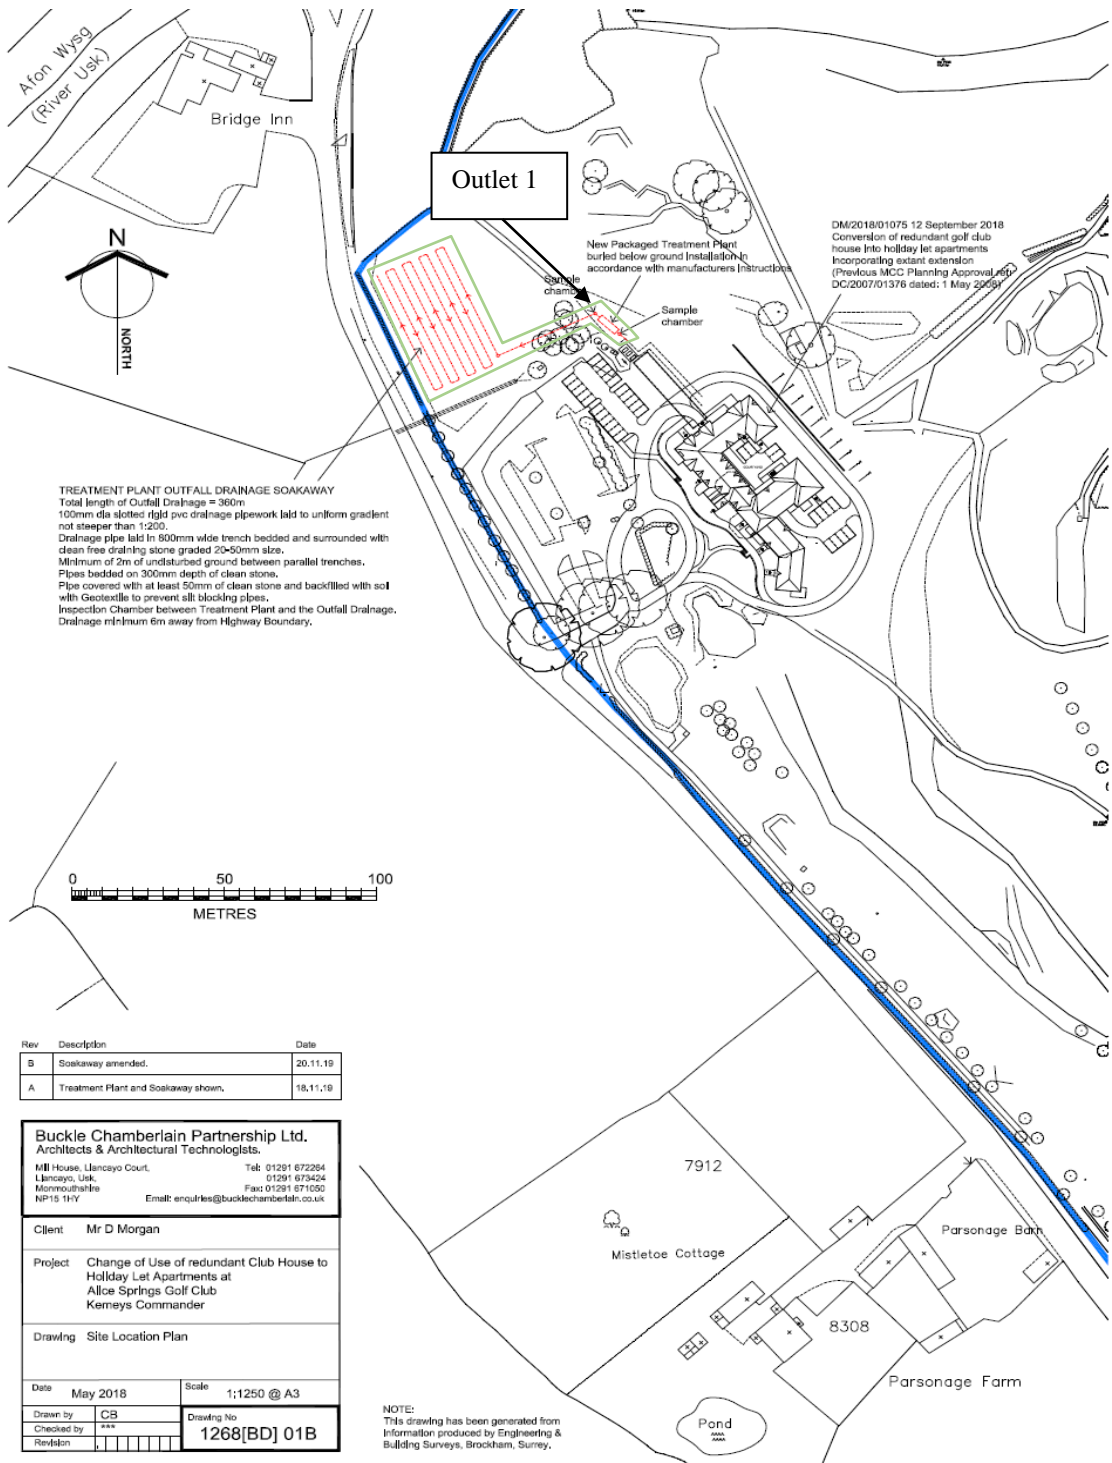 Afon Wysg
(River Usk)
Bridge Inn
N
NORTH
Outlet 1
New Packaged Treatment Plant
buried below ground Installation in
accordance with manufacturers Instructions
Sample
chamber
Sample
chamber
DM/2018/01075 12 September 2018
Conversion of redundant golf club
house into holiday let apartments
Incorporating extant extension
(Previous MCC Planning Approval ref:
DC/2007/01376 dated: 1 May 2008)
TREATMENT PLANT OUTFALL DRAINAGE SOAKAWAY
Total length of Outfall Drainage = 360m
100mm dia slotted rigid pvc drainage pipework laid to uniform gradient
not steeper than 1:200.
Drainage pipe laid in 800mm wide trench bedded and surrounded with
clean free draining stone graded 20-50mm size.
Minimum of 2m of undisturbed ground between parallel trenches.
Pipes bedded on 300mm depth of clean stone.
Pipe covered with at least 50mm of clean stone and backfilled with soil
with Geotextile to prevent silt blocking pipes.
Inspection Chamber between Treatment Plant and the Outfall Drainage.
Drainage minimum 6m away from Highway Boundary.
0 50 100
METRES
Rev Description Date
B Soakaway amended. 20.11.19
A Treatment Plant and Soakaway shown. 18.11.19
Buckle Chamberlain Partnership Ltd.
Architects & Architectural Technologists.
Mill House, Llancayo Court, Tel: 01291 672264
Llancayo, Usk, 01291 673424
Monmouthshire Fax: 01291 671050
NP15 1HY Email: enquiries@bucklechamberlain.co.uk
Client Mr D Morgan
Project Change of Use of redundant Club House to
Holiday Let Apartments at
Alice Springs Golf Club
Kemeys Commander
Drawing Site Location Plan
Date May 2018 Scale 1:1250 @ A3
Drawn by CB
Checked by ***
Revision
Drawing No
1268[BD] 01B
7912
Mistletoe Cottage
Parsonage Barn
8308
Parsonage Farm
Pond
NOTE:
This drawing has been generated from
Information produced by Engineering &
Building Surveys, Brockham, Surrey.